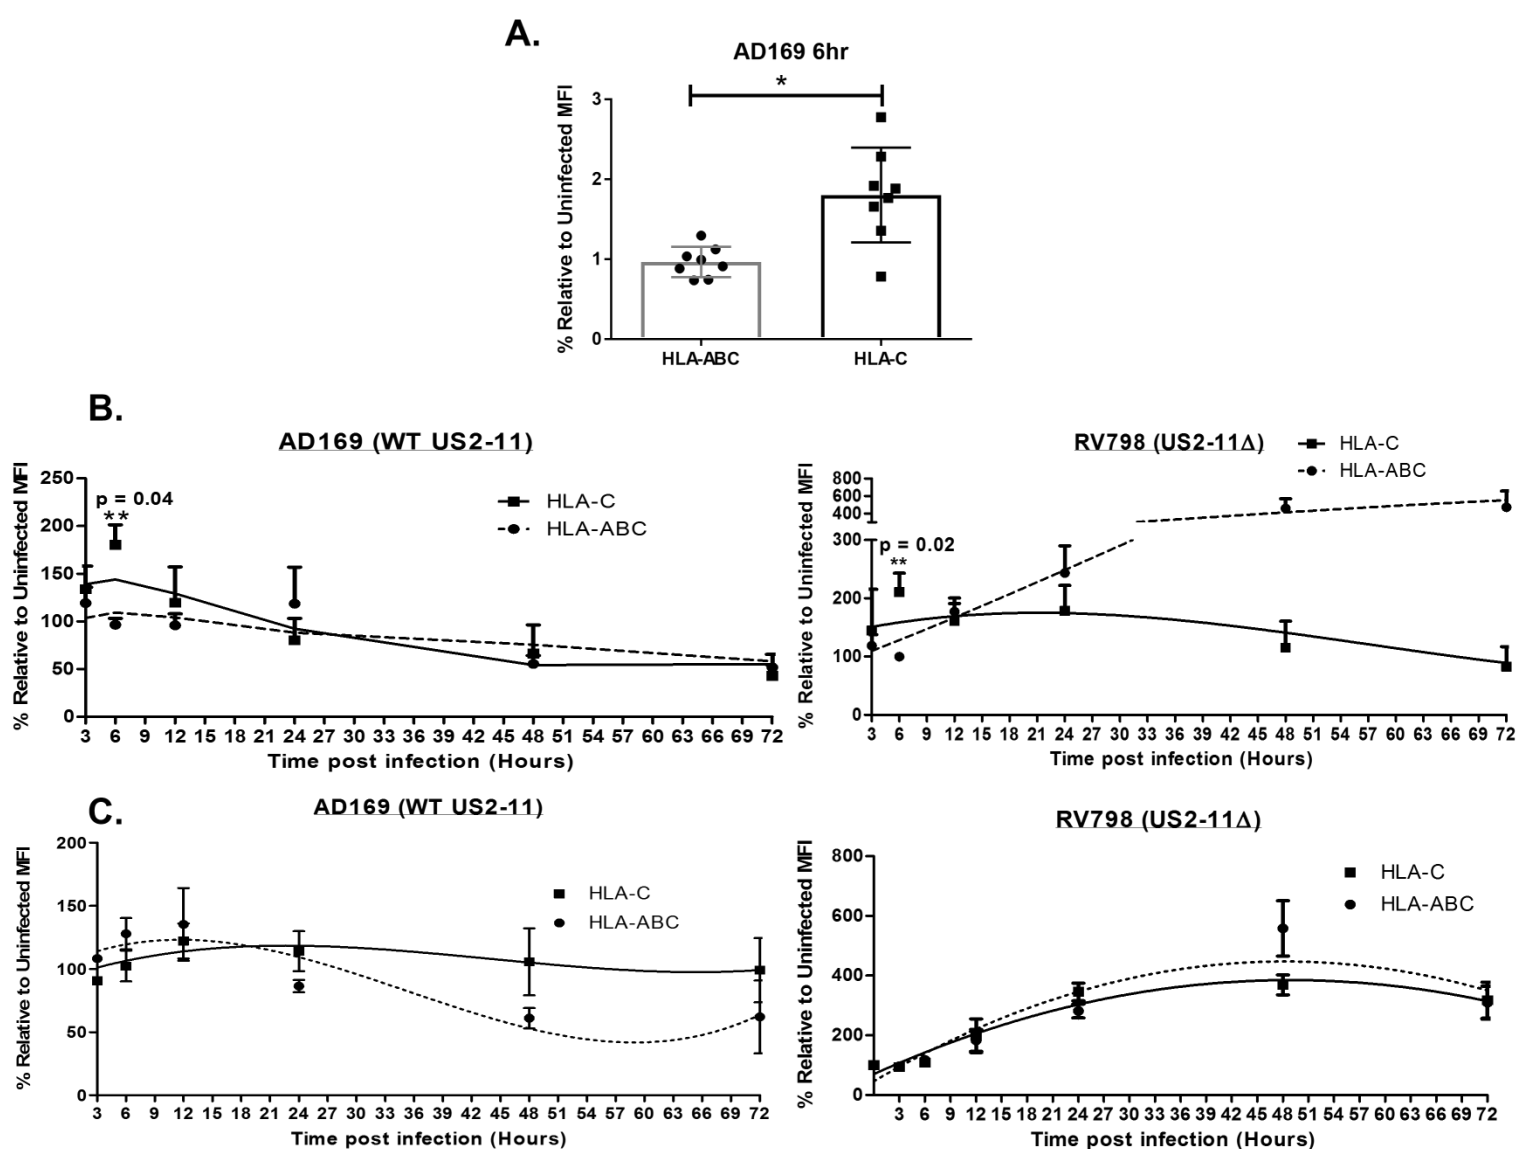 A.
AD169 6hr
*
% Relative to Uninfected MFI
3
2
1
0
HLA-ABC
HLA-C
B.
AD169 (WT US2-11)
% Relative to Uninfected MFI
250
200
150
100
50
0
p = 0.04
**
HLA-C
HLA-ABC
3 6 9 12 15 18 21 24 27 30 33 36 39 42 45 48 51 54 57 60 63 66 69 72
Time post infection (Hours)
RV798 (US2-11Δ)
HLA-C
HLA-ABC
% Relative to Uninfected MFI
800
600
400
300
200
100
0
p = 0.02
**
3 6 9 12 15 18 21 24 27 30 33 36 39 42 45 48 51 54 57 60 63 66 69 72
Time post infection (Hours)
C.
AD169 (WT US2-11)
% Relative to Uninfected MFI
200
150
100
50
0
HLA-C
HLA-ABC
3 6 9 12 15 18 21 24 27 30 33 36 39 42 45 48 51 54 57 60 63 66 69 72
Time post infection (Hours)
RV798 (US2-11Δ)
% Relative to Uninfected MFI
800
600
400
200
0
HLA-C
HLA-ABC
3 6 9 12 15 18 21 24 27 30 33 36 39 42 45 48 51 54 57 60 63 66 69 72
Time post infection (Hours)